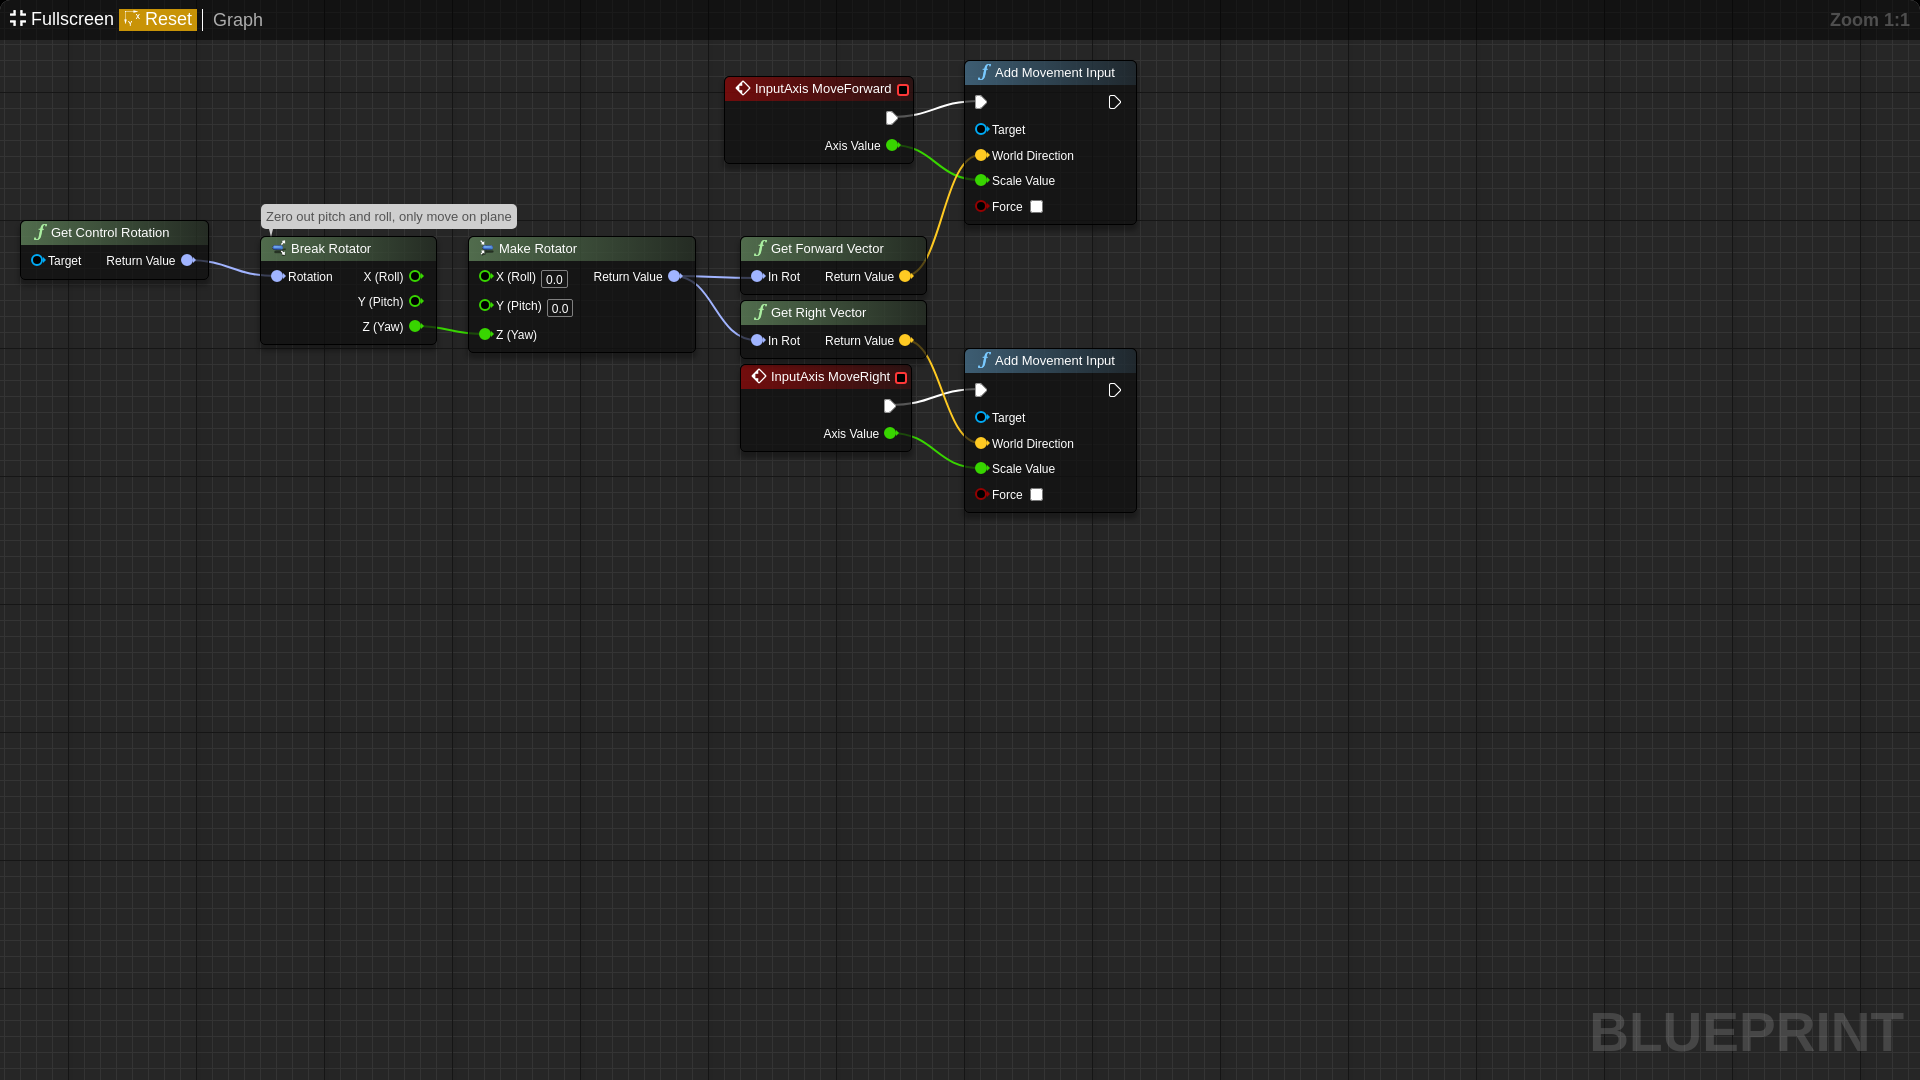 Fullscreen Reset Graph Zoom 1:1
InputAxis MoveForward
Axis Value
Add Movement Input
Target
World Direction
Scale Value
Force
Get Control Rotation
Target Return Value
Zero out pitch and roll, only move on plane
Break Rotator
Rotation X (Roll)
Y (Pitch)
Z (Yaw)
Make Rotator
X (Roll) 0.0 Return Value
Y (Pitch) 0.0
Z (Yaw)
Get Forward Vector
In Rot Return Value
Get Right Vector
In Rot Return Value
InputAxis MoveRight
Axis Value
Add Movement Input
Target
World Direction
Scale Value
Force
BLUEPRINT